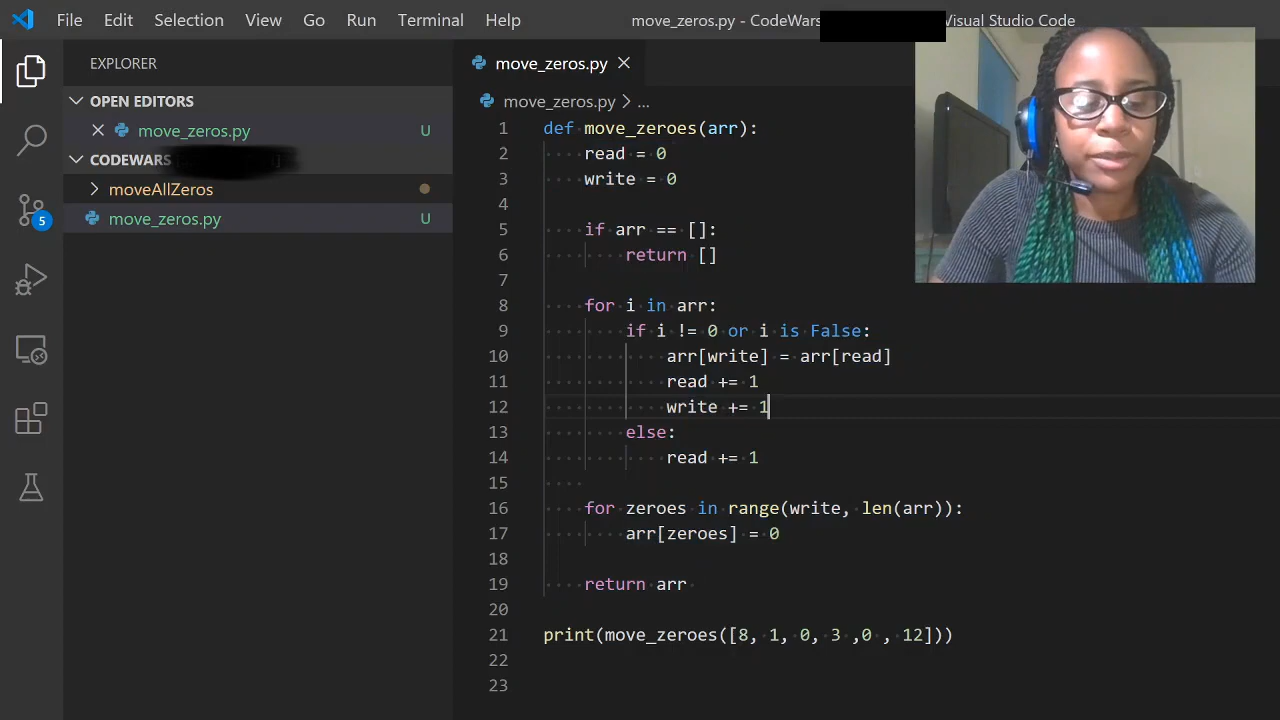 File Edit Selection View Go Run Terminal Help move_zeros.py - CodeWars Visual Studio Code
EXPLORER
OPEN EDITORS
move_zeros.py U
CODEWARS
moveAllZeros
move_zeros.py U
5
move_zeros.py
move_zeros.py > ...
1 def move_zeroes(arr):
2 read = 0
3 write = 0
4
5 if arr == []:
6 return []
7
8 for i in arr:
9 if i != 0 or i is False:
10 arr[write] = arr[read]
11 read += 1
12 write += 1
13 else:
14 read += 1
15
16 for zeroes in range(write, len(arr)):
17 arr[zeroes] = 0
18
19 return arr
20
21 print(move_zeroes([8, 1, 0, 3 ,0 , 12]))
22
23